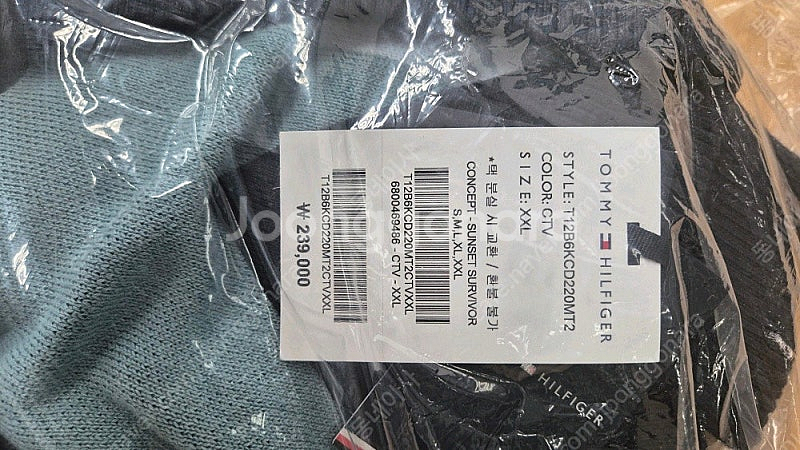 TOMMY HILFIGER
STYLE: T12B6KCD220MT2
COLOR: CTV
S I Z E: XXL
*택 분실 시 교환 / 환불 불가
CONCEPT - SUNSET SURVIVOR
S,M,L,XL,XXL
T12B6KCD220MT2CTVXXL
6800469486 - CTV - XXL
T12B6KCD220MT2CTVXXL
₩ 239,000
HILFIGER